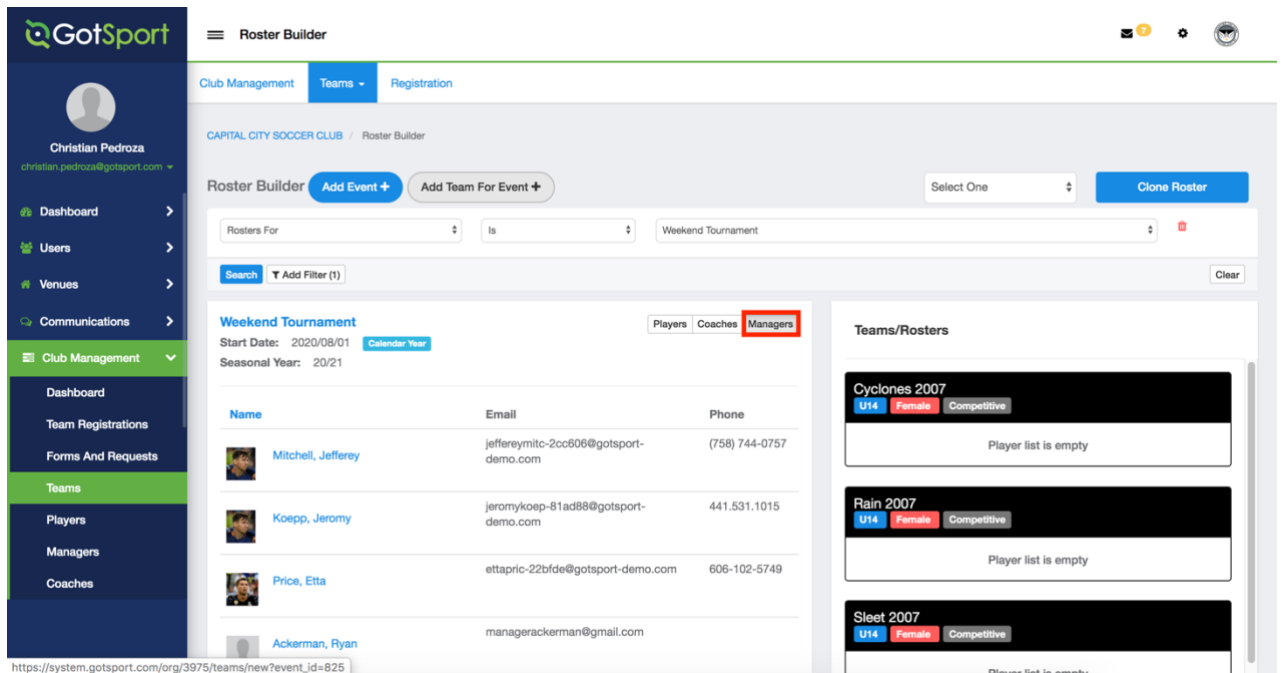 GotSport
Roster Builder
7
Club Management Teams Registration
Christian Pedroza
christian.pedroza@gotsport.com
CAPITAL CITY SOCCER CLUB / Roster Builder
Roster Builder Add Event + Add Team For Event + Select One Clone Roster
Dashboard
Users
Venues
Communications
Club Management
Dashboard
Team Registrations
Forms And Requests
Teams
Players
Managers
Coaches
Rosters For Is Weekend Tournament
Search Add Filter (1) Clear
Weekend Tournament Players Coaches Managers
Start Date: 2020/08/01 Calendar Year
Seasonal Year: 20/21
Name Email Phone
Mitchell, Jefferey jeffereymitc-2cc606@gotsport-
demo.com (758) 744-0757
Koepp, Jeromy jeromykoep-81ad88@gotsport-
demo.com 441.531.1015
Price, Etta ettapric-22bfde@gotsport-demo.com 606-102-5749
Ackerman, Ryan managerackerman@gmail.com
Teams/Rosters
Cyclones 2007
U14 Female Competitive
Player list is empty
Rain 2007
U14 Female Competitive
Player list is empty
Sleet 2007
U14 Female Competitive
Player list is empty
https://system.gotsport.com/org/3975/teams/new?event_id=825